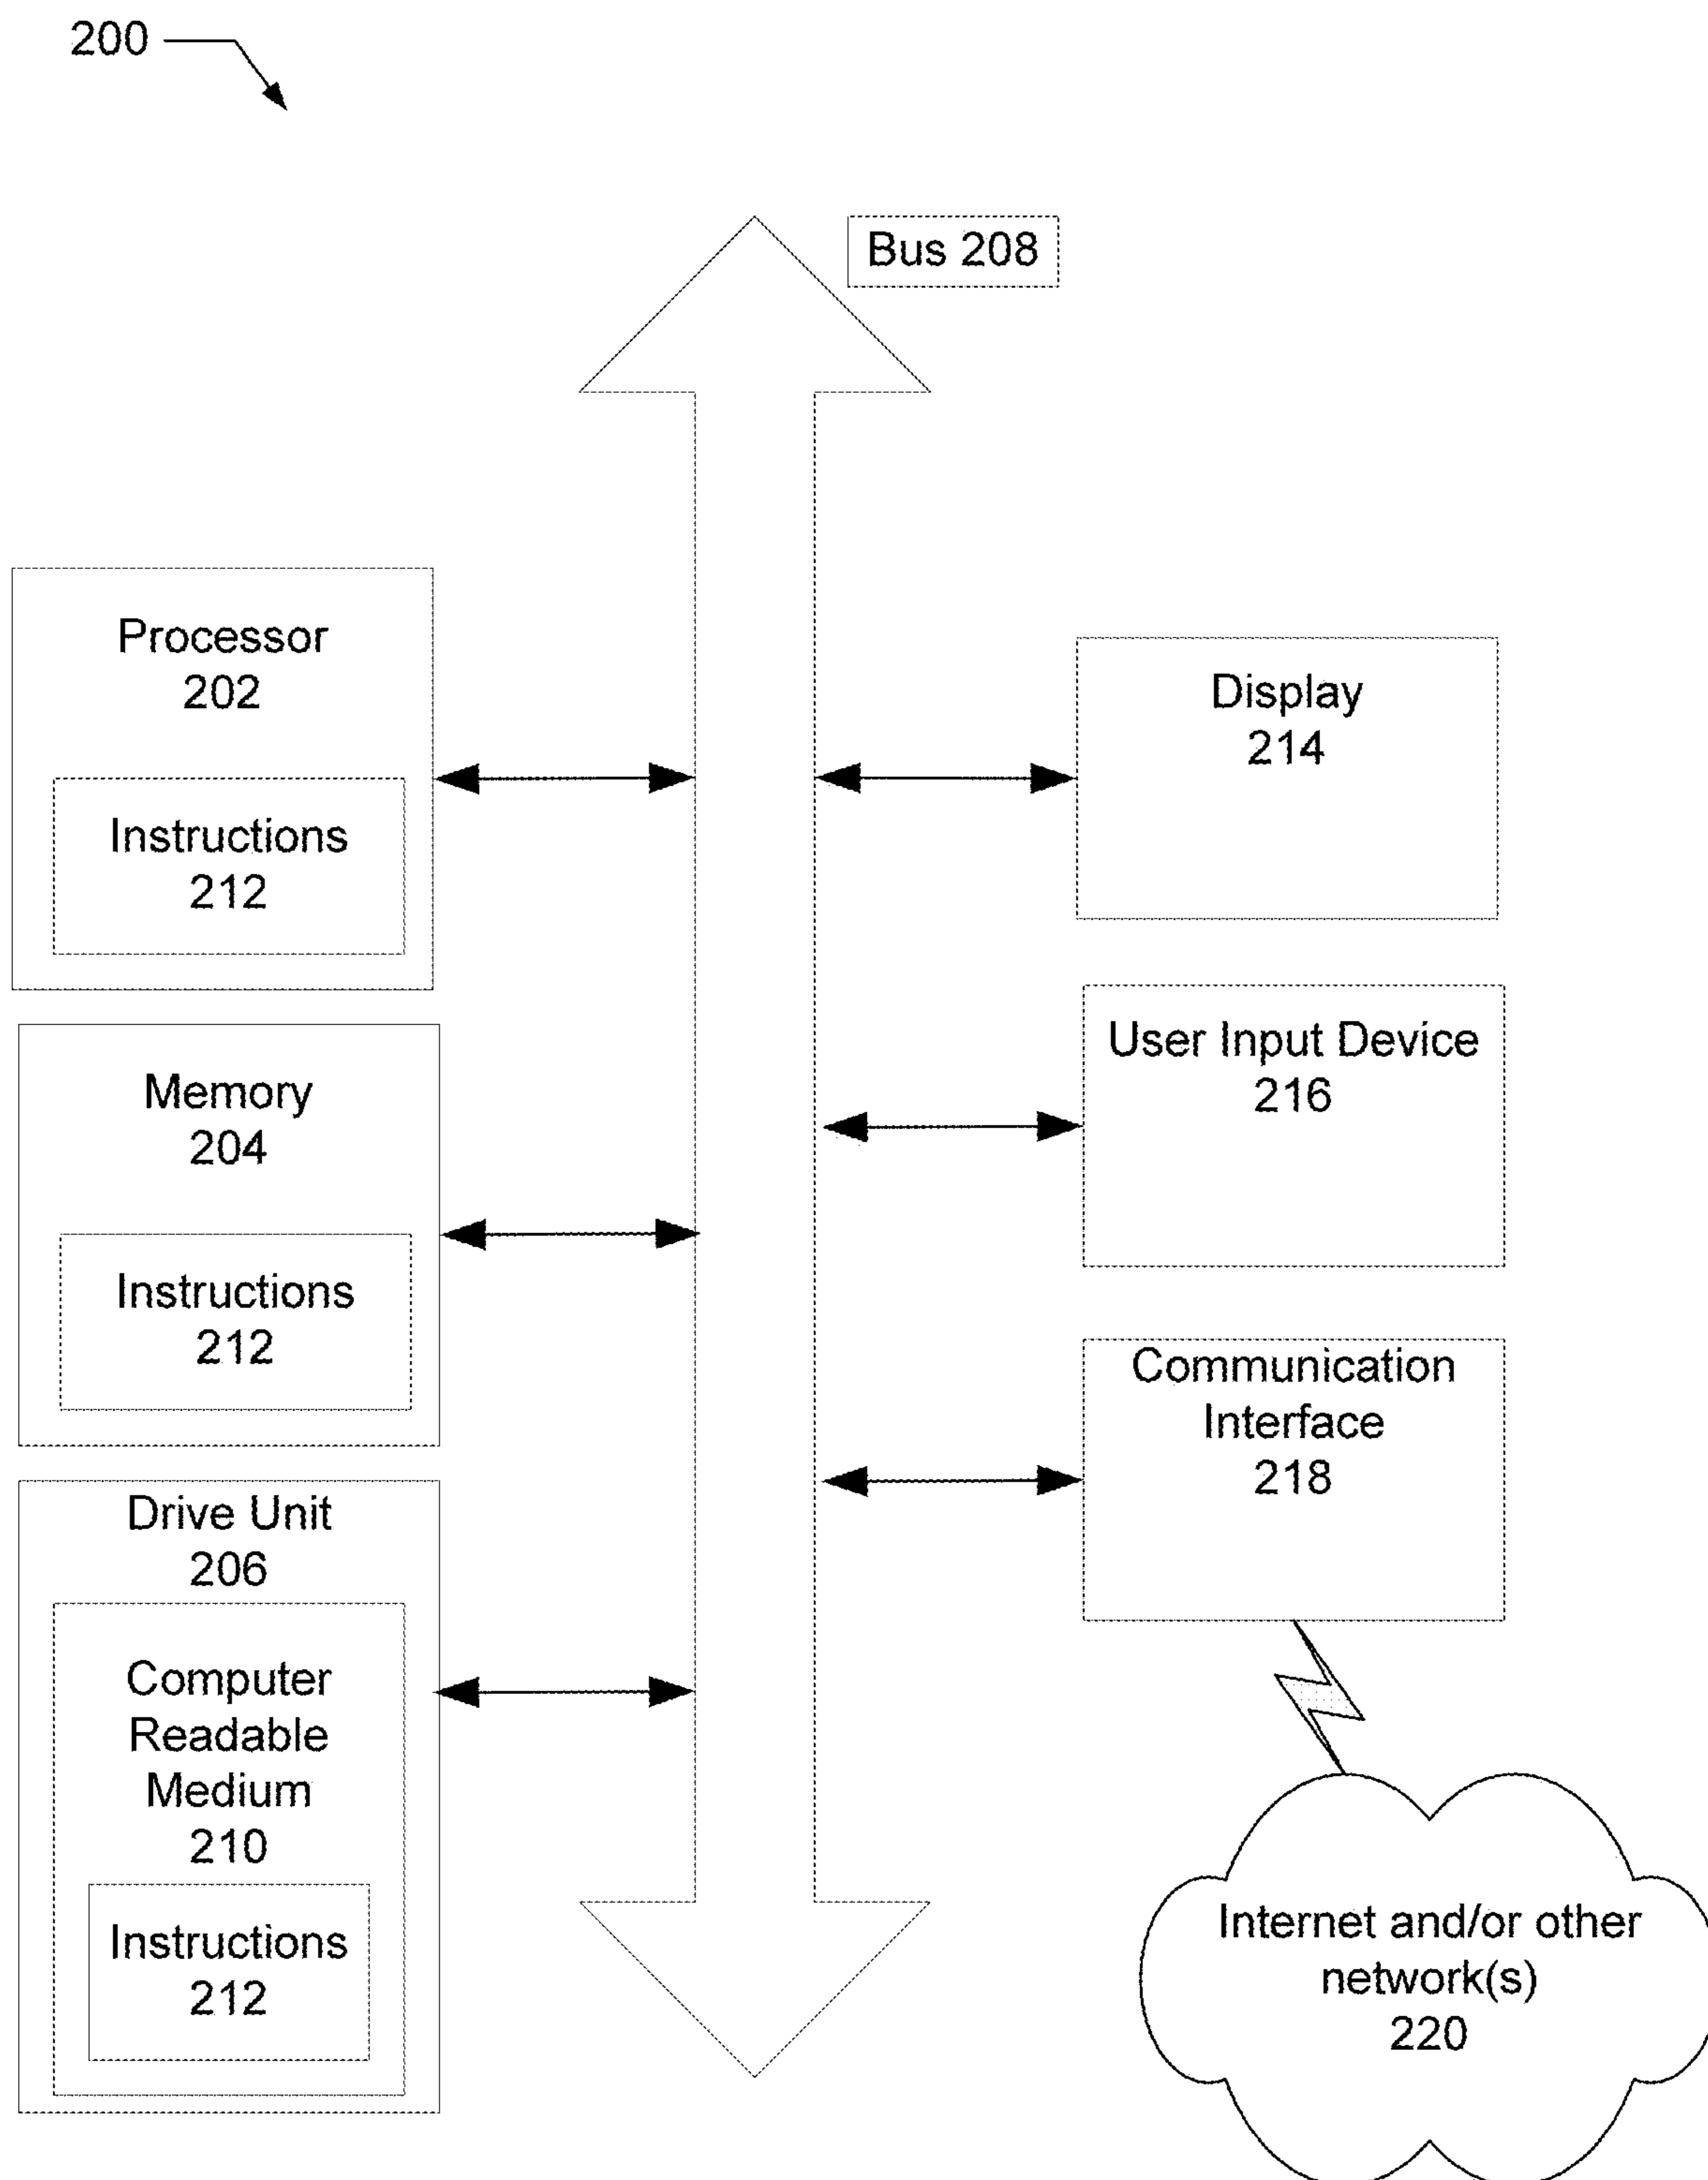 200
Bus 208
Processor
202
Instructions
212
Memory
204
Instructions
212
Drive Unit
206
Computer
Readable
Medium
210
Instructions
212
Display
214
User Input Device
216
Communication
Interface
218
Internet and/or other
network(s)
220